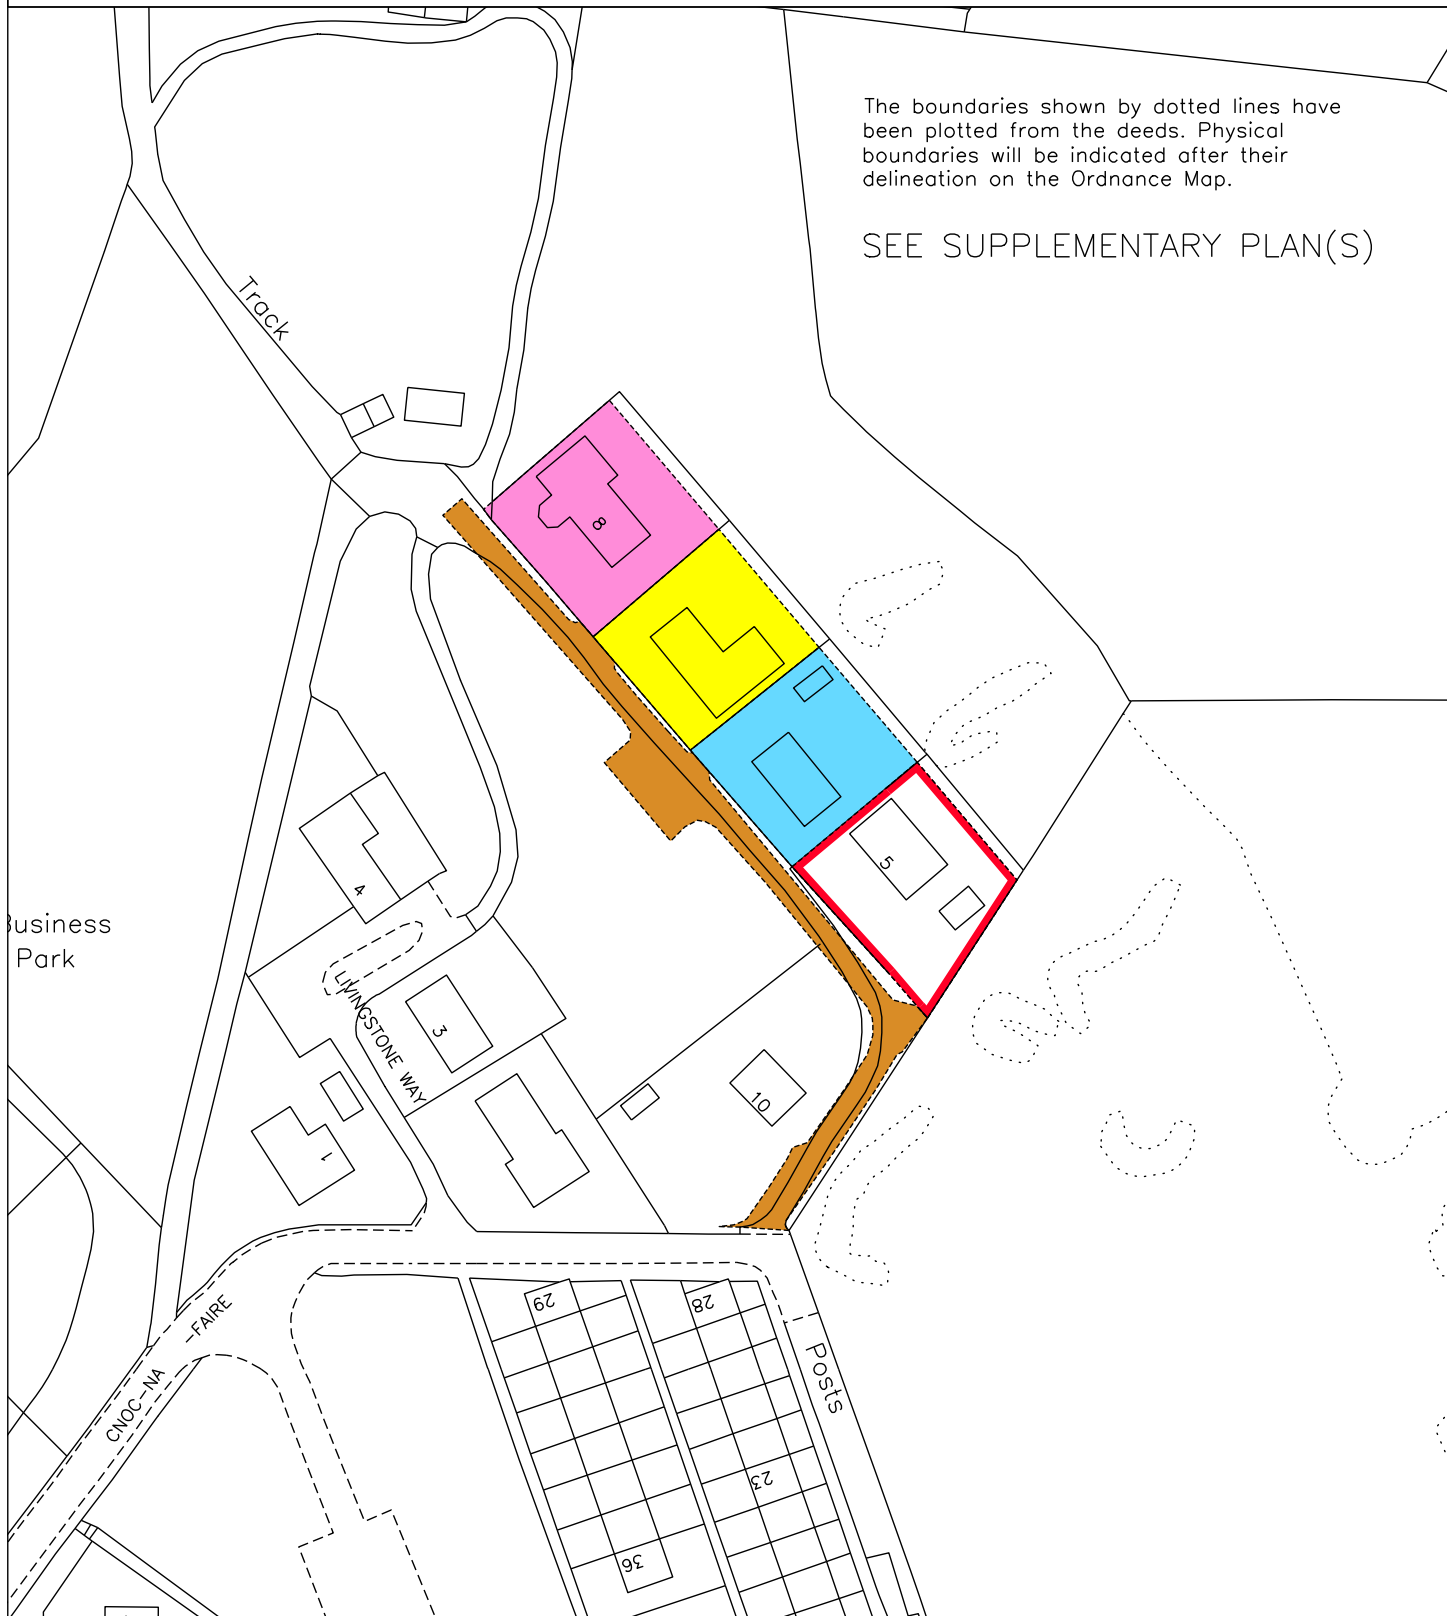 The boundaries shown by dotted lines have
been plotted from the deeds. Physical
boundaries will be indicated after their
delineation on the Ordnance Map.
SEE SUPPLEMENTARY PLAN(S)
Track
8
5
4
Business
Park
LIVINGSTONE WAY
3
10
1
CNOC-NA
-FAIRE
29
28
Posts
23
36